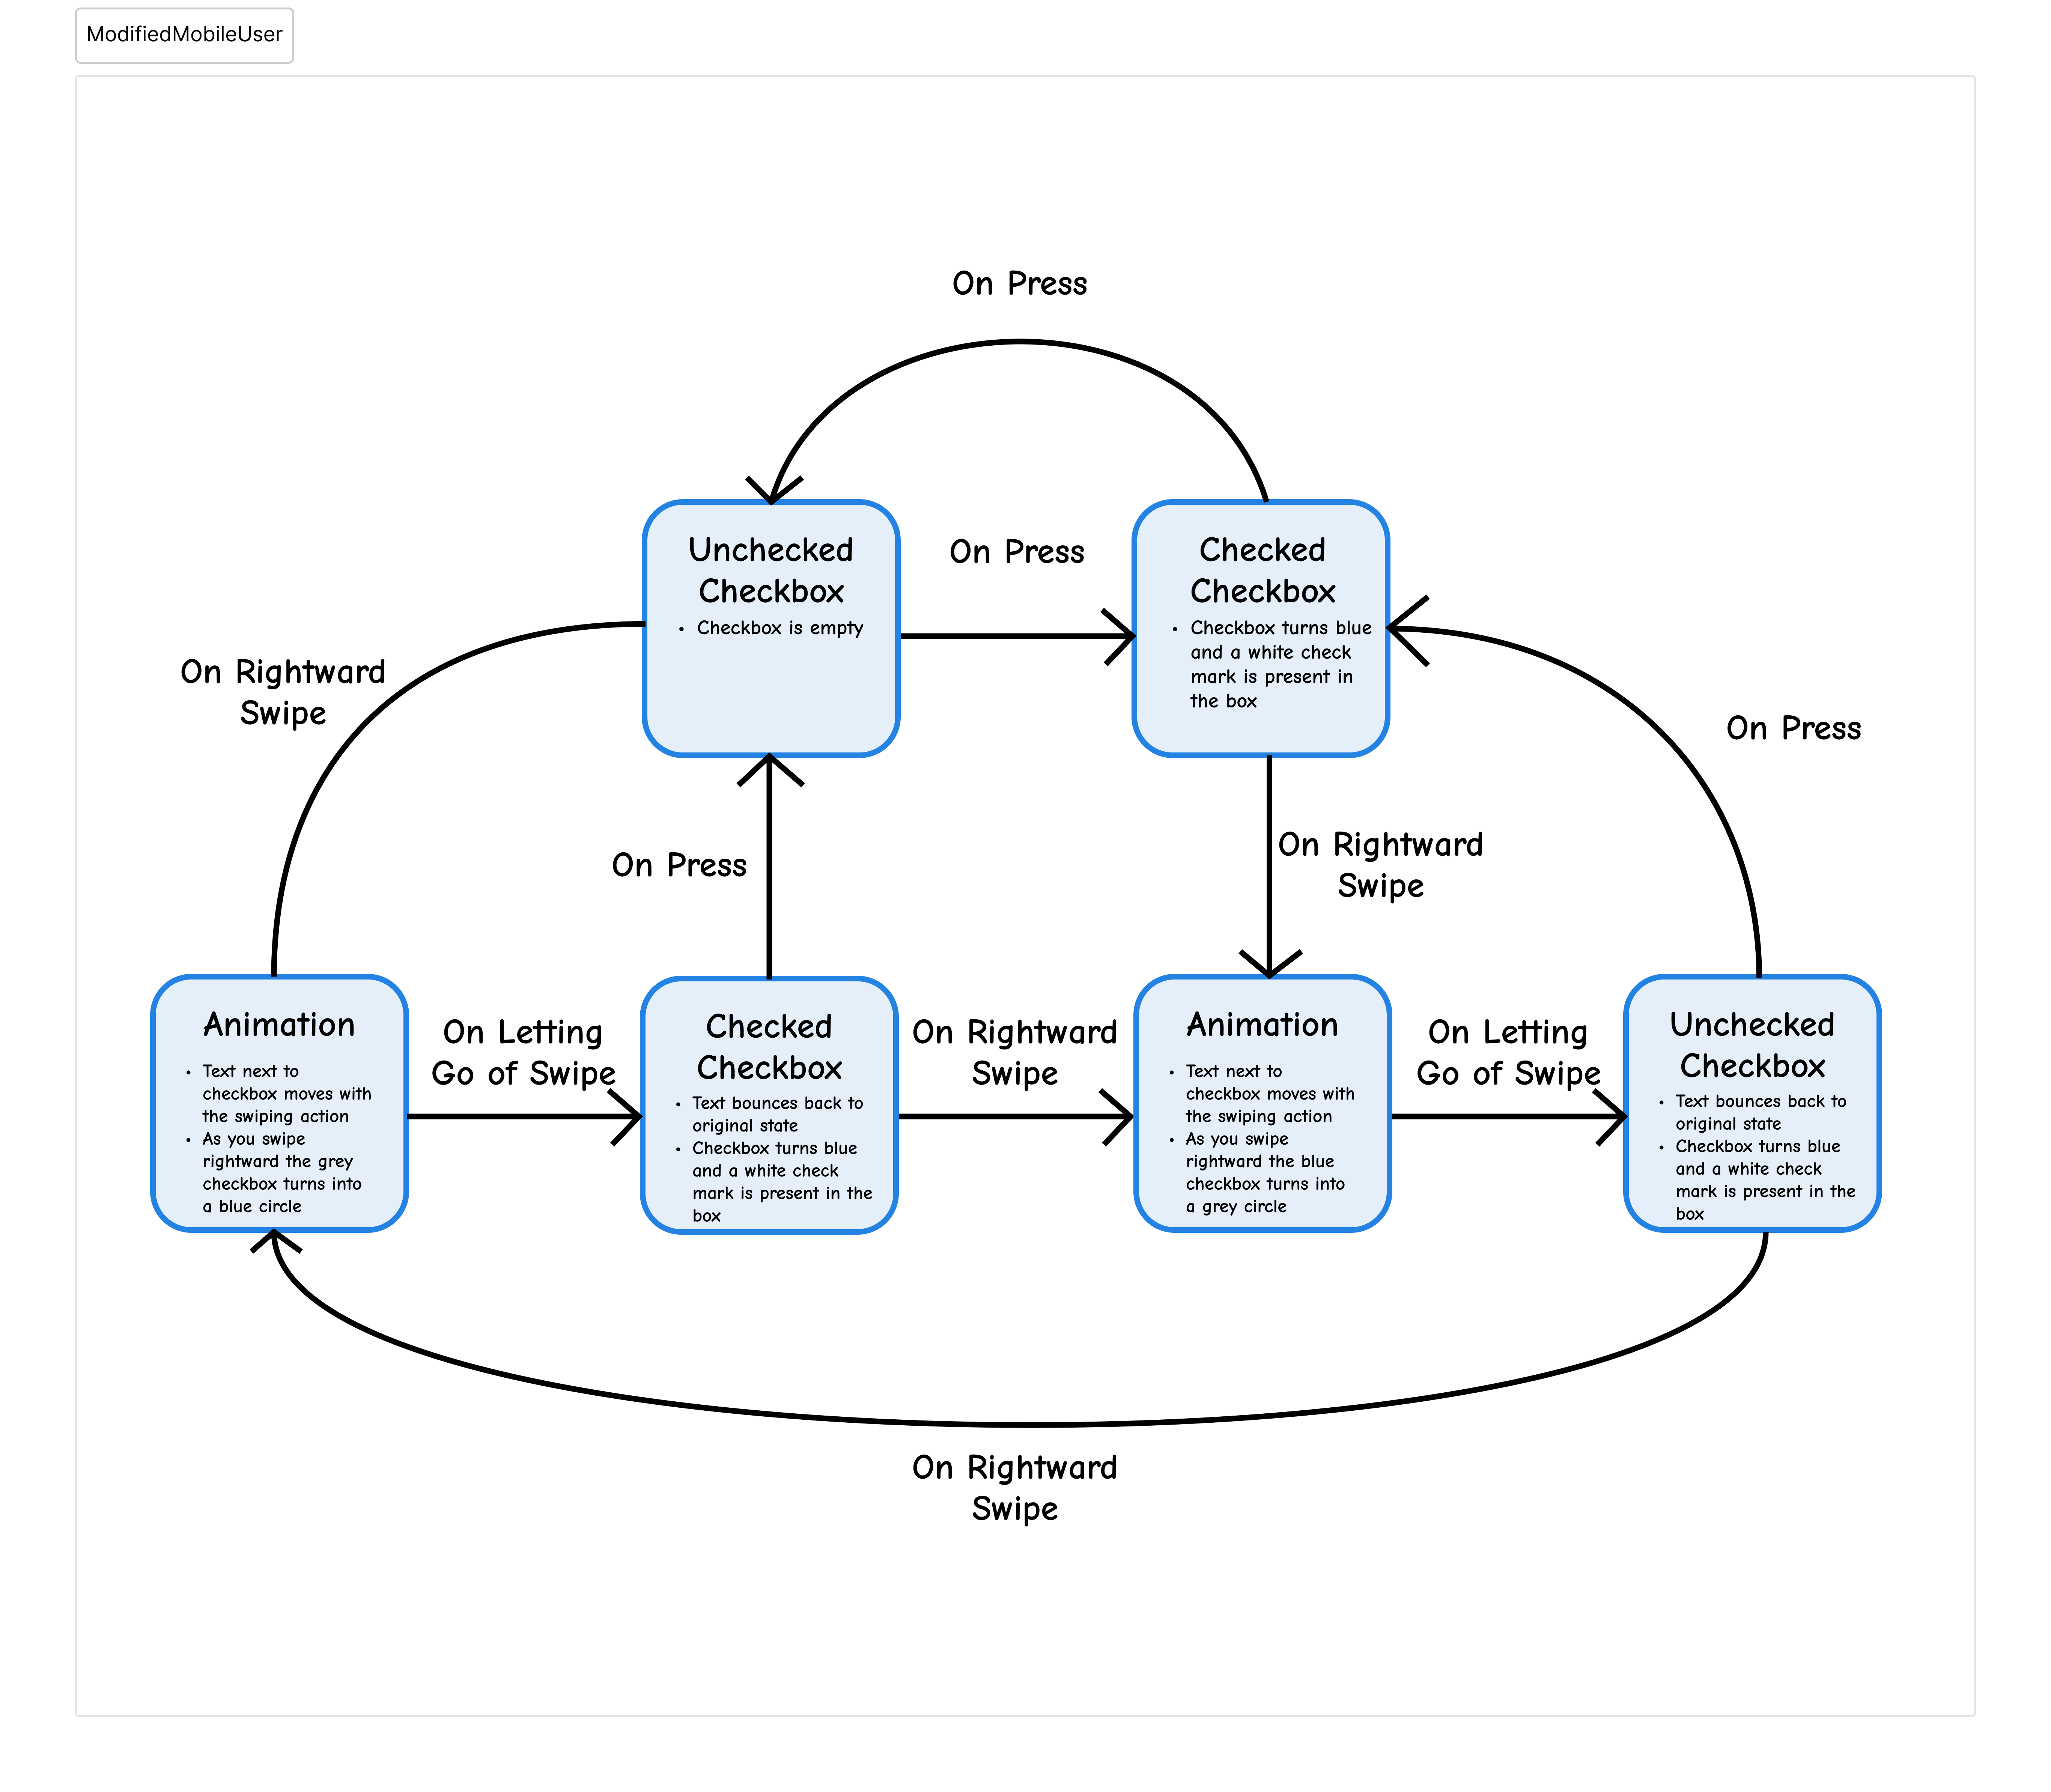 ModifiedMobileUser
On Press
Unchecked
Checkbox
• Checkbox is empty
On Press
Checked
Checkbox
• Checkbox turns blue
and a white check
mark is present in
the box
On Rightward
Swipe
On Press
On Press
On Rightward
Swipe
Animation
• Text next to
checkbox moves with
the swiping action
• As you swipe
rightward the grey
checkbox turns into
a blue circle
On Letting
Go of Swipe
Checked
Checkbox
• Text bounces back to
original state
• Checkbox turns blue
and a white check
mark is present in the
box
On Rightward
Swipe
Animation
• Text next to
checkbox moves with
the swiping action
• As you swipe
rightward the blue
checkbox turns into
a grey circle
On Letting
Go of Swipe
Unchecked
Checkbox
• Text bounces back to
original state
• Checkbox turns blue
and a white check
mark is present in the
box
On Rightward
Swipe